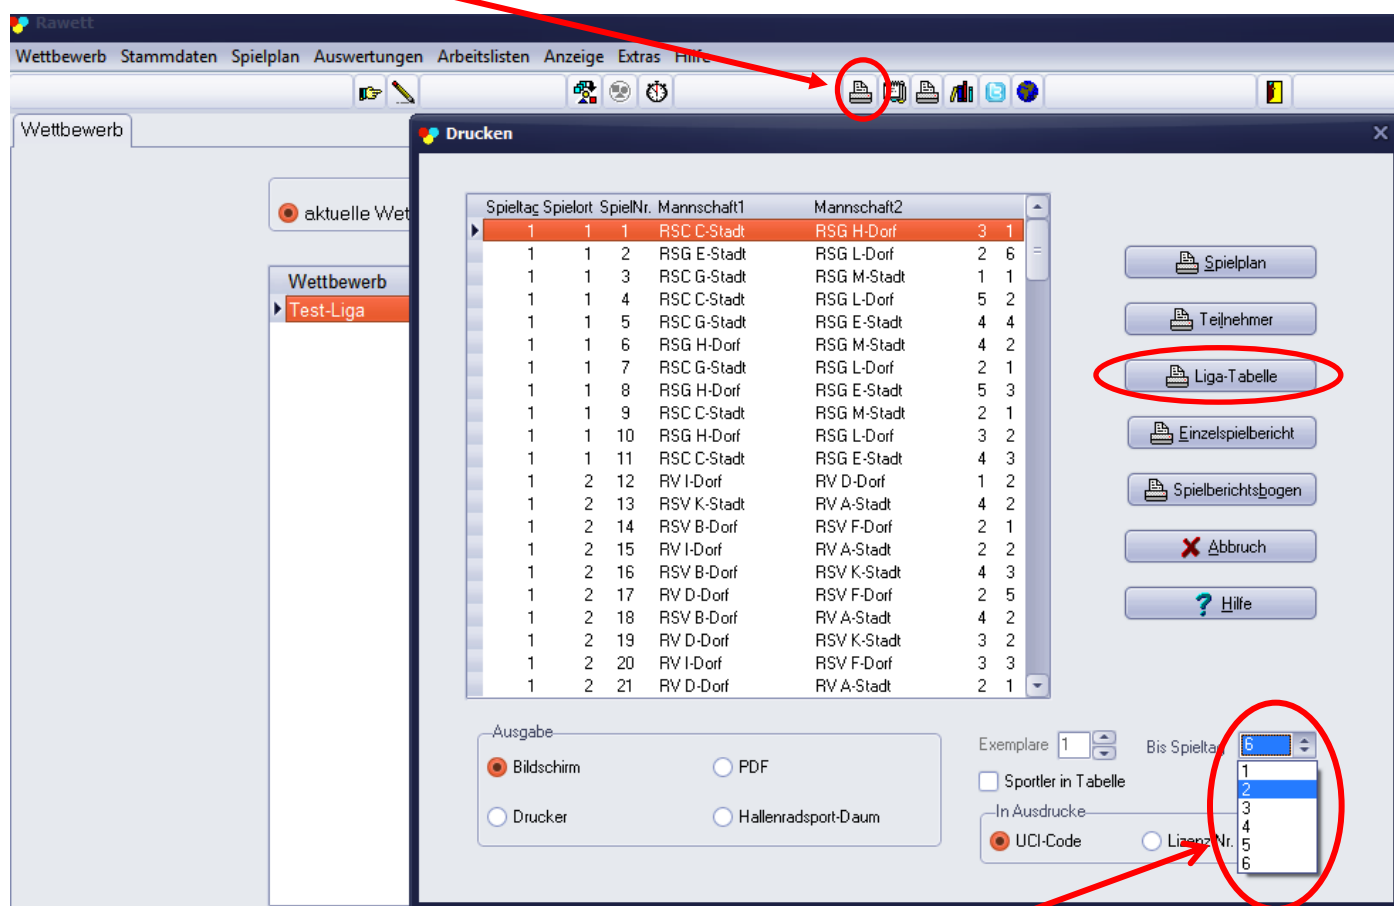 Rawett
Wettbewerb Stammdaten Spielplan Auswertungen Arbeitslisten Anzeige Extras Hilfe
Wettbewerb
Drucken
aktuelle Wet
Wettbewerb
Test-Liga
Spieltag Spielort SpielNr. Mannschaft1 Mannschaft2
1 1 1 RSC C-Stadt RSG H-Dorf 3 1
1 1 2 RSG E-Stadt RSG L-Dorf 2 6
1 1 3 RSC G-Stadt RSG M-Stadt 1 1
1 1 4 RSC C-Stadt RSG L-Dorf 5 2
1 1 5 RSC G-Stadt RSG E-Stadt 4 4
1 1 6 RSG H-Dorf RSG M-Stadt 4 2
1 1 7 RSC G-Stadt RSG L-Dorf 2 1
1 1 8 RSG H-Dorf RSG E-Stadt 5 3
1 1 9 RSC C-Stadt RSG M-Stadt 2 1
1 1 10 RSG H-Dorf RSG L-Dorf 3 2
1 1 11 RSC C-Stadt RSG E-Stadt 4 3
1 2 12 RV I-Dorf RV D-Dorf 1 2
1 2 13 RSV K-Stadt RV A-Stadt 4 2
1 2 14 RSV B-Dorf RSV F-Dorf 2 1
1 2 15 RV I-Dorf RV A-Stadt 2 2
1 2 16 RSV B-Dorf RSV K-Stadt 4 3
1 2 17 RV D-Dorf RSV F-Dorf 2 5
1 2 18 RSV B-Dorf RV A-Stadt 4 2
1 2 19 RV D-Dorf RSV K-Stadt 3 2
1 2 20 RV I-Dorf RSV F-Dorf 3 3
1 2 21 RV D-Dorf RV A-Stadt 2 1
Spielplan
Teilnehmer
Liga-Tabelle
Einzelspielbericht
Spielberichtsbogen
Abbruch
Hilfe
Ausgabe
Bildschirm PDF
Drucker Hallenradsport-Daum
Exemplare 1 Bis Spieltag 6
Sportler in Tabelle
In Ausdrucke
UCI-Code Lizenz Nr.
1
2
3
4
5
6